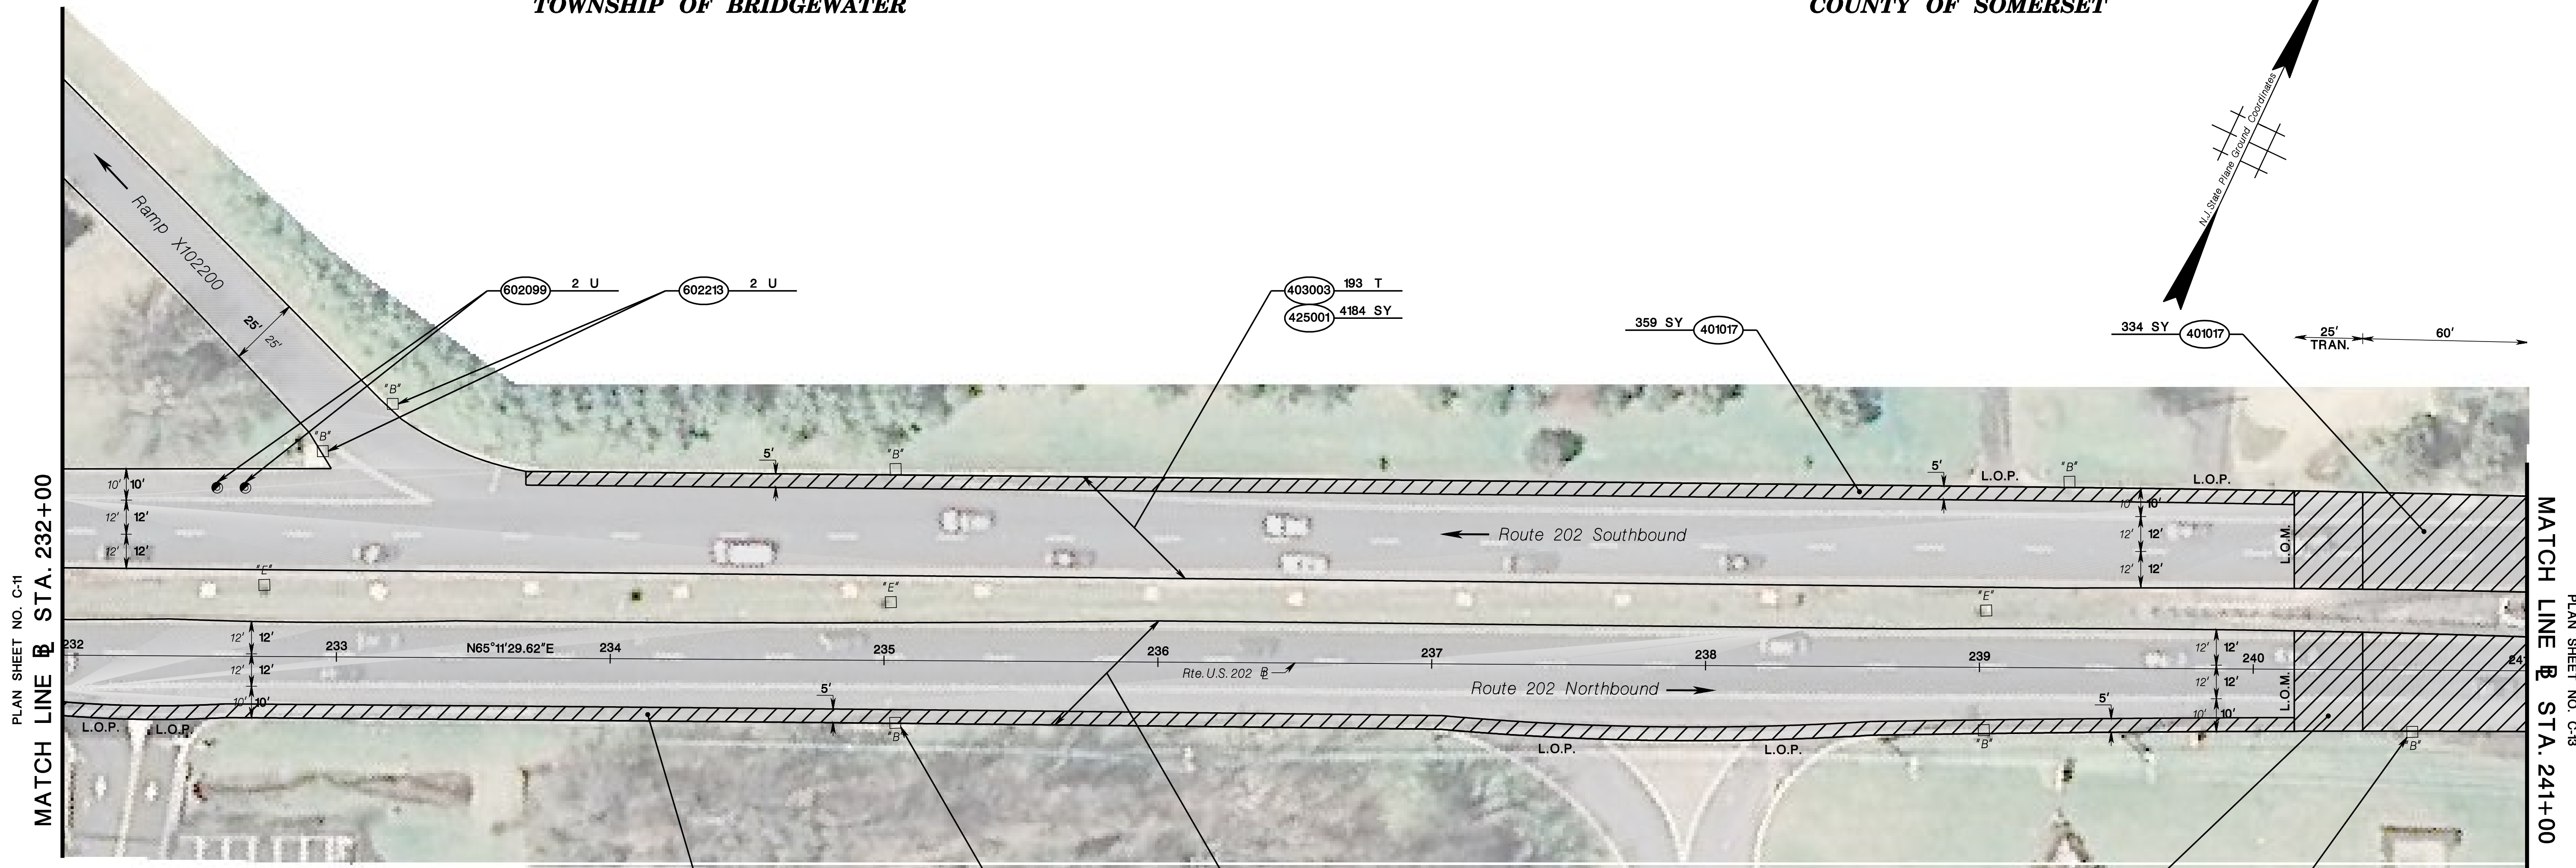 TOWNSHIP OF BRIDGEWATER
COUNTY OF SOMERSET
N.J. State Plane Ground Coordinates
Ramp X102200
25'
25'
602099 2 U
602213 2 U
403003 193 T
425001 4184 SY
359 SY 401017
334 SY 401017
25'
TRAN.
60'
"B"
"B"
5'
"B"
5'
L.O.P.
"B"
L.O.P.
10' 10'
12' 12'
12' 12'
Route 202 Southbound
10' 10'
12' 12'
12' 12'
L.O.M.
"E"
"E"
"E"
PLAN SHEET NO. C-11
MATCH LINE BL STA. 232+00
232
12' 12'
12' 12'
10' 10'
233
N65°11'29.62"E
234
235
236
Rte. U.S. 202 BL
237
238
239
240
241
Route 202 Northbound
12' 12'
12' 12'
10' 10'
L.O.M.
L.O.P.
L.O.P.
5'
"B"
L.O.P.
L.O.P.
"B"
5'
"B"
MATCH LINE BL STA. 241+00
PLAN SHEET NO. C-13